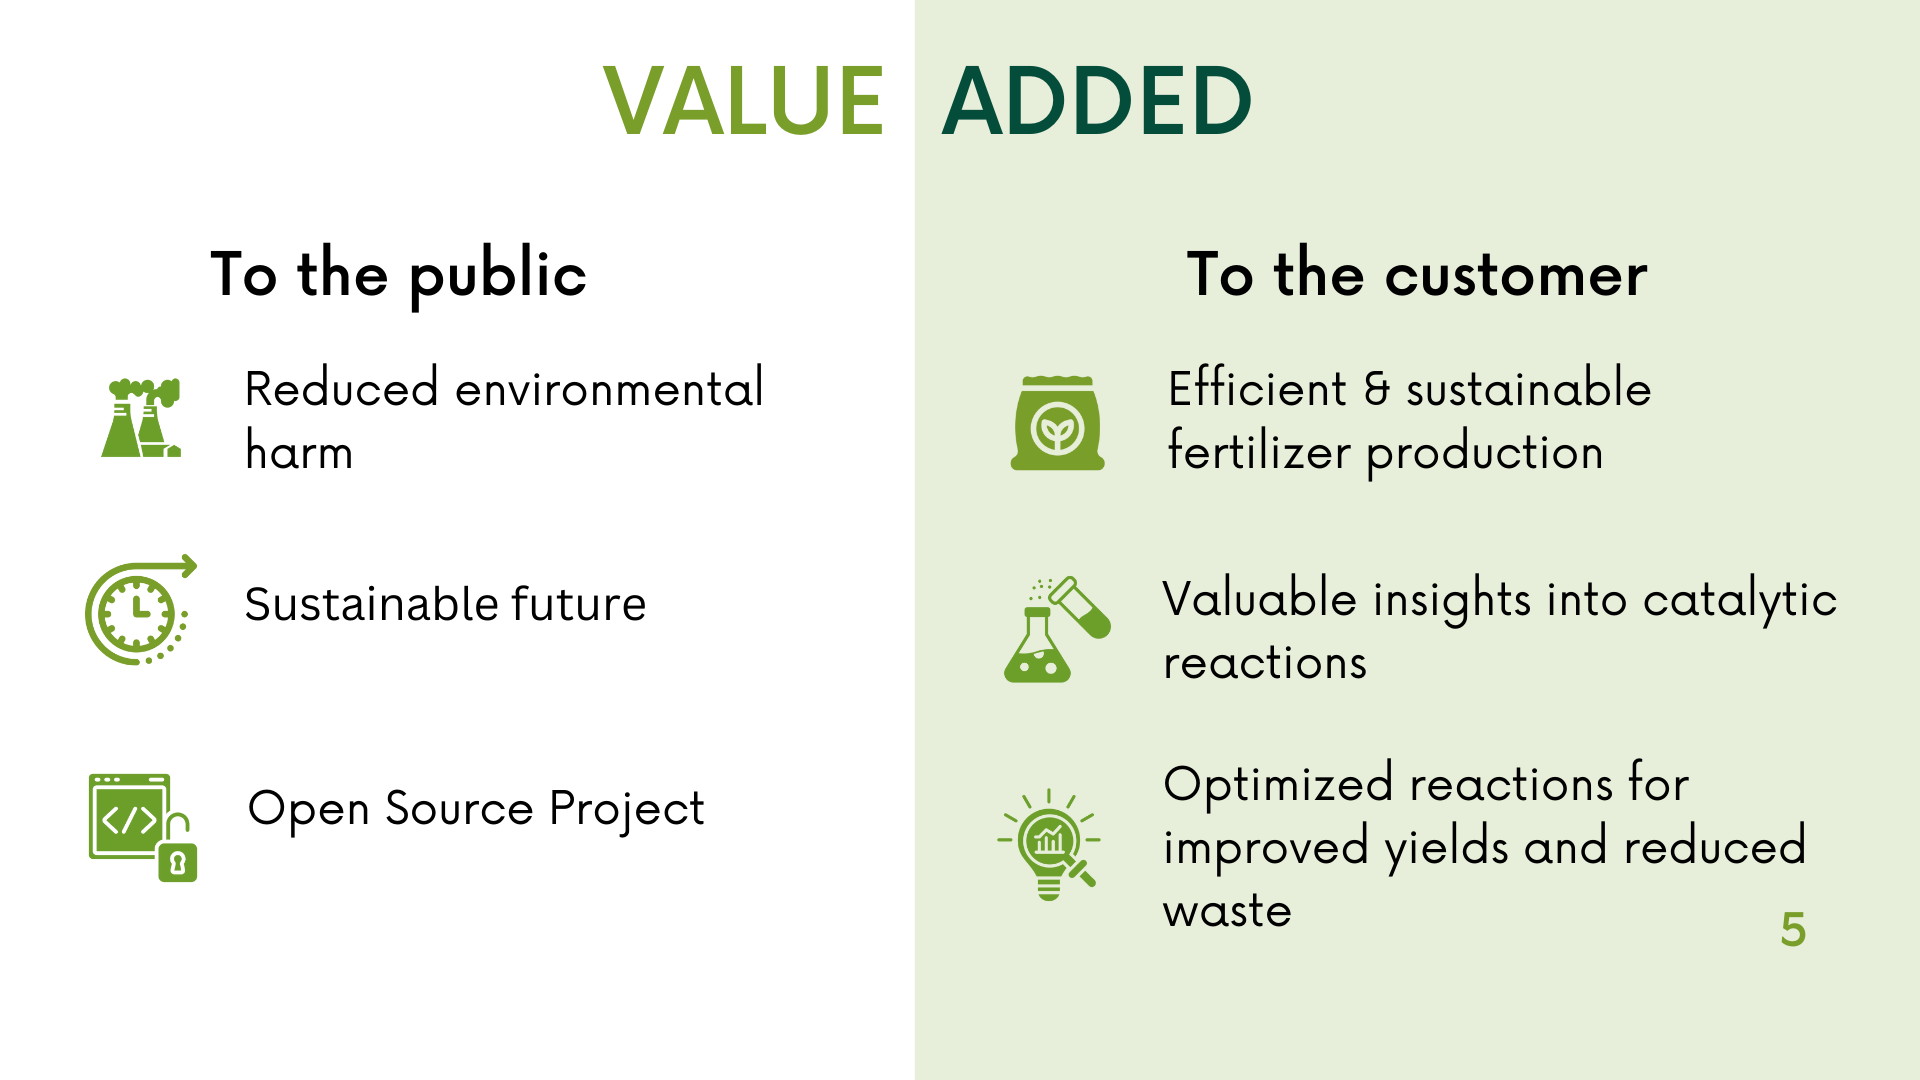 VALUE ADDED
To the public
Reduced environmental
harm
Sustainable future
</>
Open Source Project
To the customer
Efficient & sustainable
fertilizer production
Valuable insights into catalytic
reactions
Optimized reactions for
improved yields and reduced
waste
5